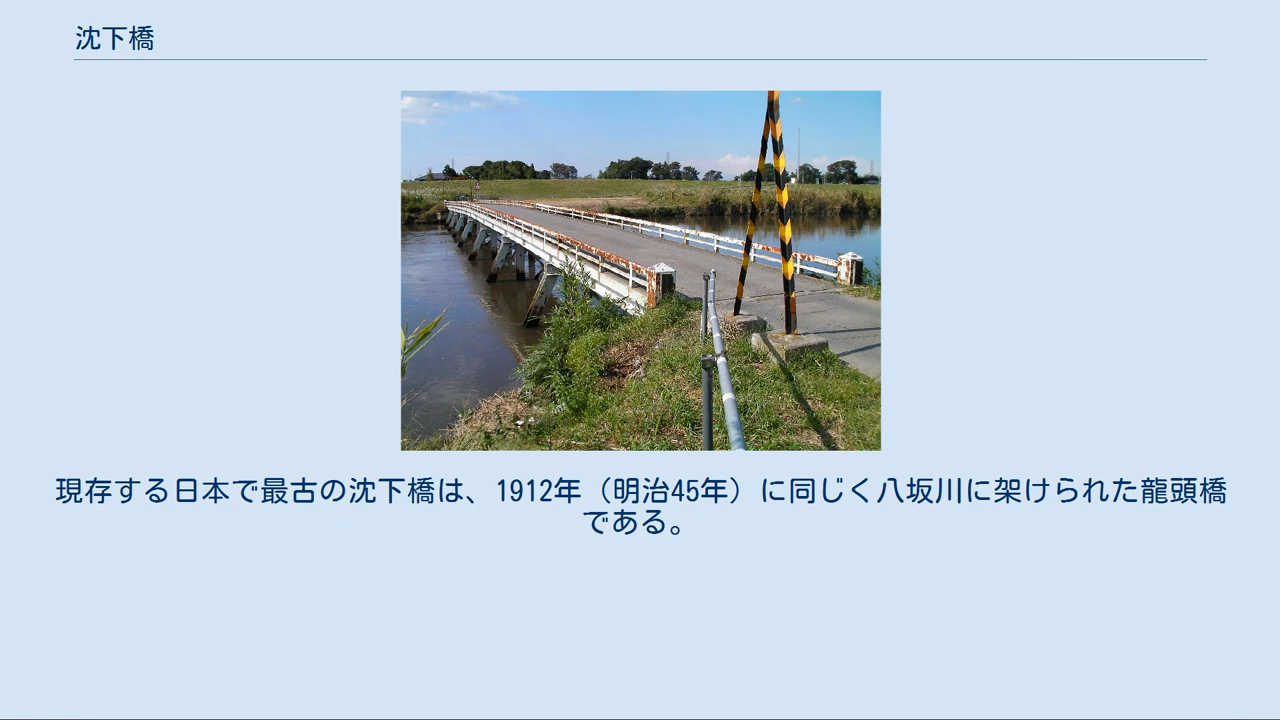 沈下橋
現存する日本で最古の沈下橋は、1912年（明治45年）に同じく八坂川に架けられた龍頭橋
である。